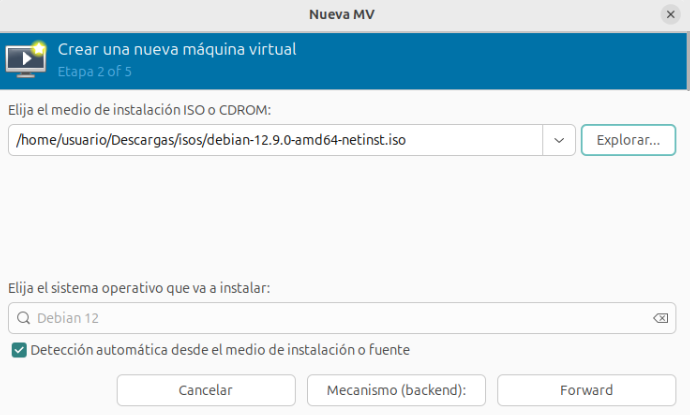 Nueva MV
Crear una nueva máquina virtual
Etapa 2 of 5
Elija el medio de instalación ISO o CDROM:
/home/usuario/Descargas/isos/debian-12.9.0-amd64-netinst.iso
Explorar...
Elija el sistema operativo que va a instalar:
Debian 12
Detección automática desde el medio de instalación o fuente
Cancelar
Mecanismo (backend):
Forward